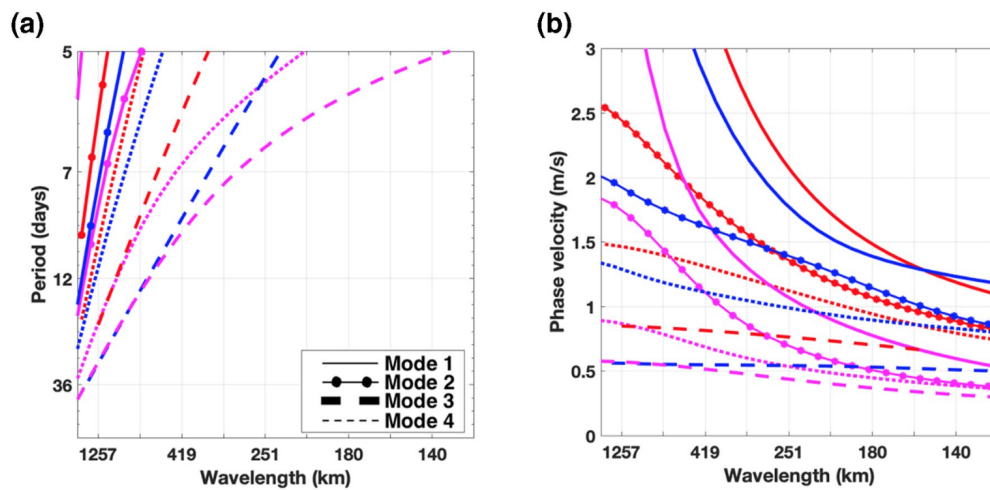 (a)
5
7
12
36
Period (days)
1257 419 251 180 140
Wavelength (km)
Mode 1
Mode 2
Mode 3
Mode 4
(b)
3
2.5
2
1.5
1
0.5
0
Phase velocity (m/s)
1257 419 251 180 140
Wavelength (km)